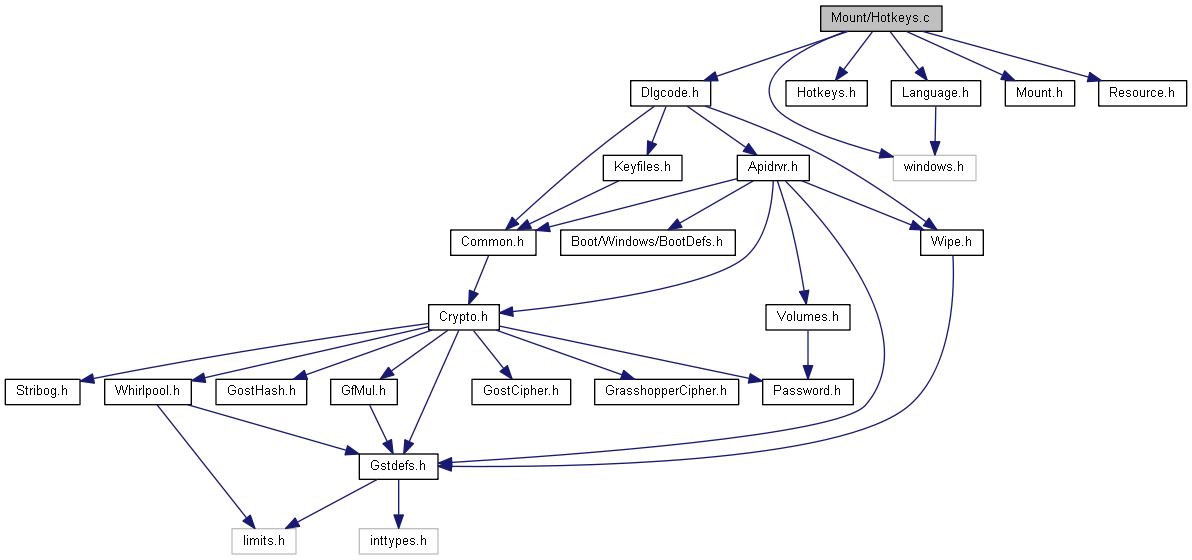 Mount/Hotkeys.c
Dlgcode.h
Hotkeys.h
Language.h
Mount.h
Resource.h
Keyfiles.h
Apidrvr.h
windows.h
Common.h
Boot/Windows/BootDefs.h
Wipe.h
Crypto.h
Volumes.h
Stribog.h
Whirlpool.h
GostHash.h
GfMul.h
GostCipher.h
GrasshopperCipher.h
Password.h
Gstdefs.h
limits.h
inttypes.h